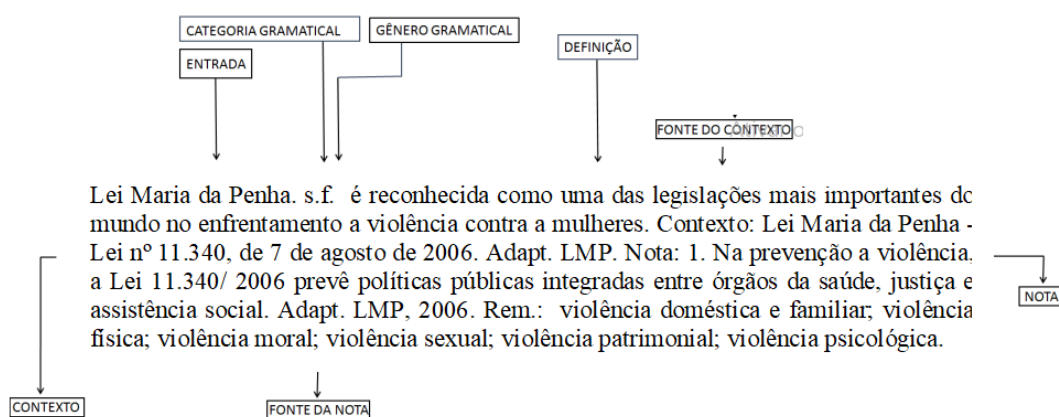 CATEGORIA GRAMATICAL
GÊNERO GRAMATICAL
ENTRADA
DEFINIÇÃO
FONTE DO CONTEXTO
Lei Maria da Penha. s.f. é reconhecida como uma das legislações mais importantes do
mundo no enfrentamento a violência contra a mulheres. Contexto: Lei Maria da Penha -
Lei nº 11.340, de 7 de agosto de 2006. Adapt. LMP. Nota: 1. Na prevenção a violência,
a Lei 11.340/ 2006 prevê políticas públicas integradas entre órgãos da saúde, justiça e
assistência social. Adapt. LMP, 2006. Rem.: violência doméstica e familiar; violência
física; violência moral; violência sexual; violência patrimonial; violência psicológica.
NOTA
CONTEXTO
FONTE DA NOTA